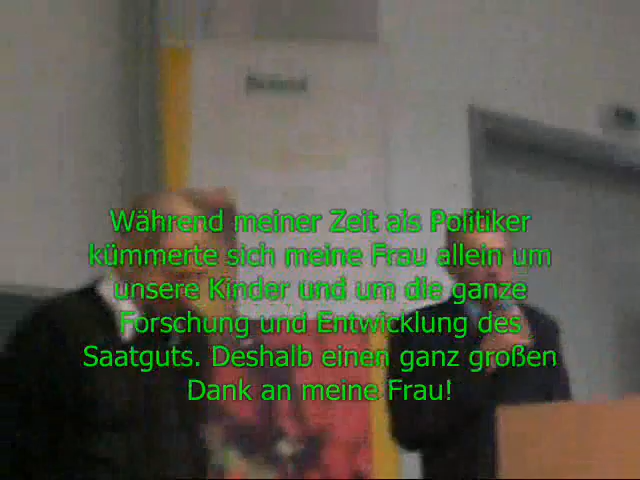 Während meiner Zeit als Politiker
kümmerte sich meine Frau allein um
unsere Kinder und um die ganze
Forschung und Entwicklung des
Saatguts. Deshalb einen ganz großen
Dank an meine Frau!